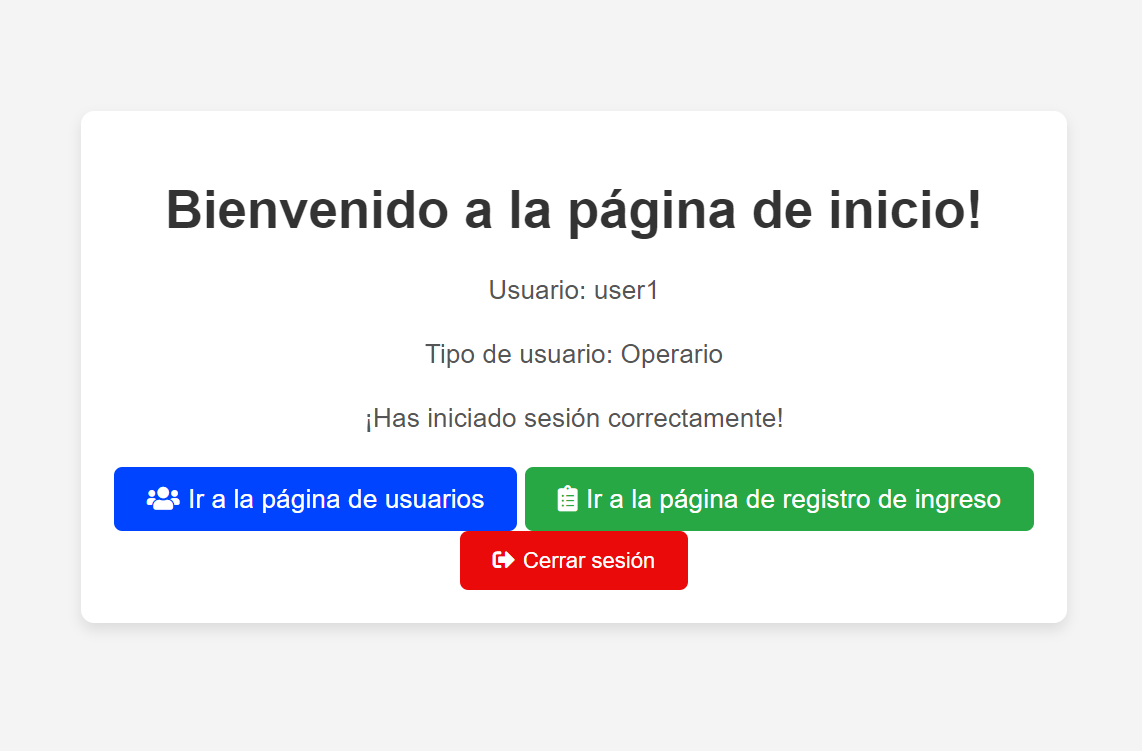 Bienvenido a la página de inicio!
Usuario: user1
Tipo de usuario: Operario
¡Has iniciado sesión correctamente!
Ir a la página de usuarios Ir a la página de registro de ingreso
Cerrar sesión